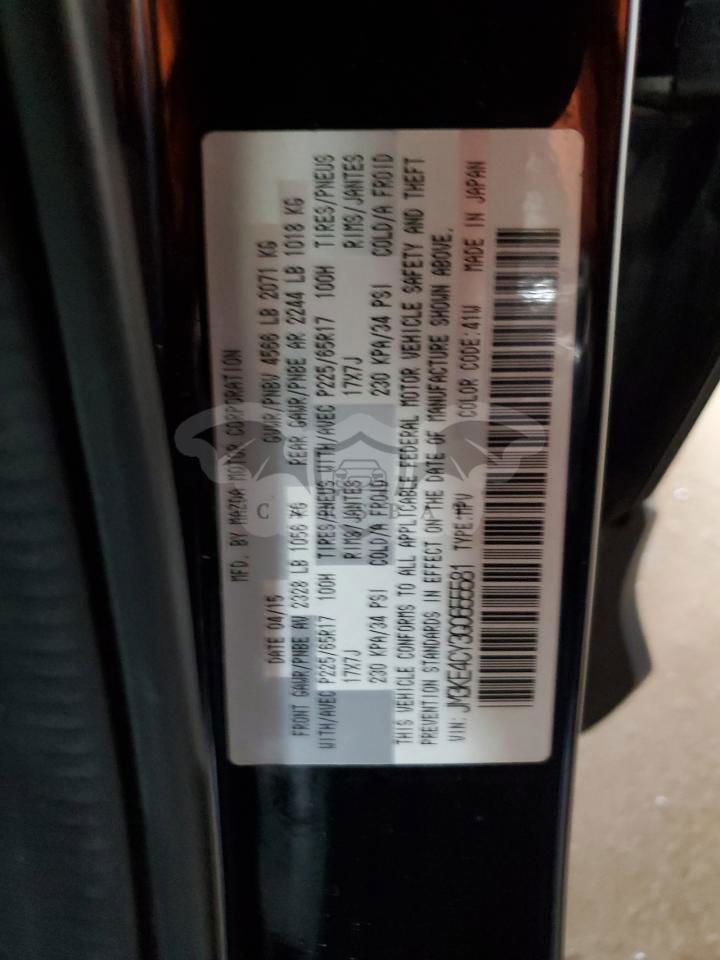 MFD. BY MAZDA MOTOR CORPORATION
DATE 04/15 GVWR/PNBV 4566 LB 2071 KG
FRONT GAWR/PNBE AV 2328 LB 1056 KG REAR GAWR/PNBE AR 2244 LB 1018 KG
WITH/AVEC P225/65R17 100H TIRES/PNEUS WITH/AVEC P225/65R17 100H TIRES/PNEUS
17X7J RIMS/JANTES 17X7J RIMS/JANTES
230 KPA/34 PSI COLD/A FROID 230 KPA/34 PSI COLD/A FROID
THIS VEHICLE CONFORMS TO ALL APPLICABLE FEDERAL MOTOR VEHICLE SAFETY AND THEFT
PREVENTION STANDARDS IN EFFECT ON THE DATE OF MANUFACTURE SHOWN ABOVE.
VIN: JM3KE4CY3G0655581 TYPE:MPV COLOR CODE:41W MADE IN JAPAN